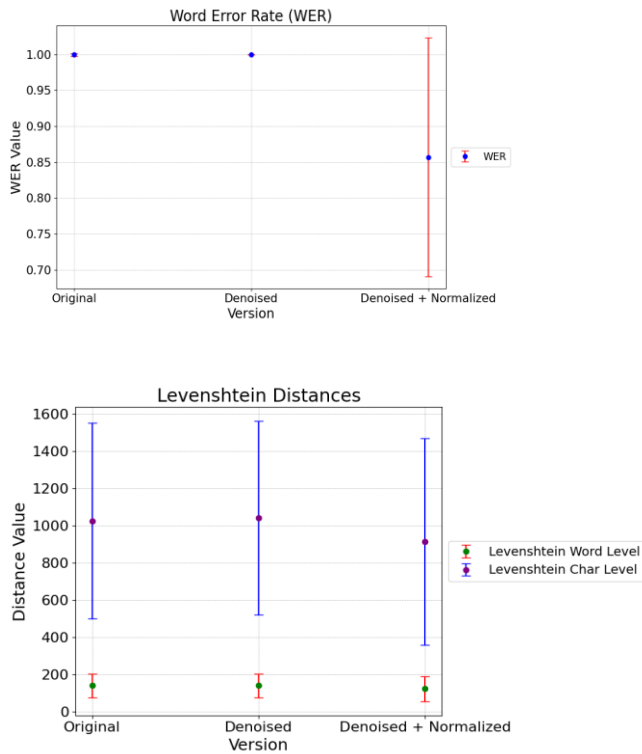 Word Error Rate (WER)
1.00
0.95
0.90
0.85
0.80
0.75
0.70
WER Value
WER
Original
Denoised
Denoised + Normalized
Version
Levenshtein Distances
1600
1400
1200
1000
800
600
400
200
0
Distance Value
Levenshtein Word Level
Levenshtein Char Level
Original
Denoised
Denoised + Normalized
Version